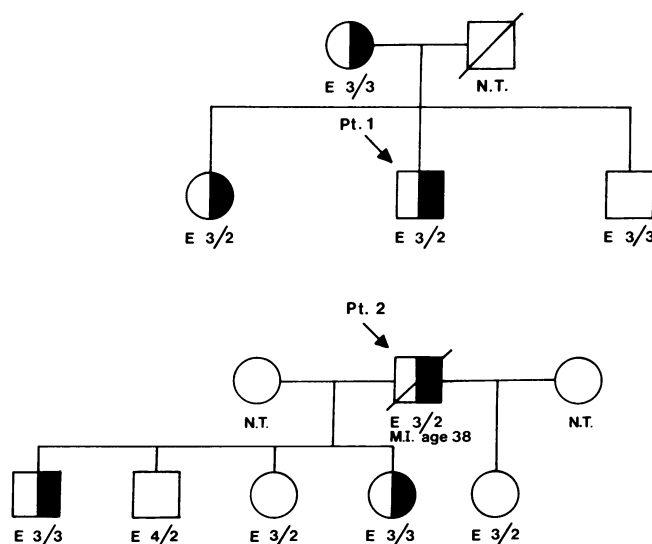 E 3/3
N.T.
Pt. 1
E 3/2
E 3/2
E 3/3
Pt. 2
N.T.
E 3/2
M.I. age 38
N.T.
E 3/3
E 4/2
E 3/2
E 3/3
E 3/2